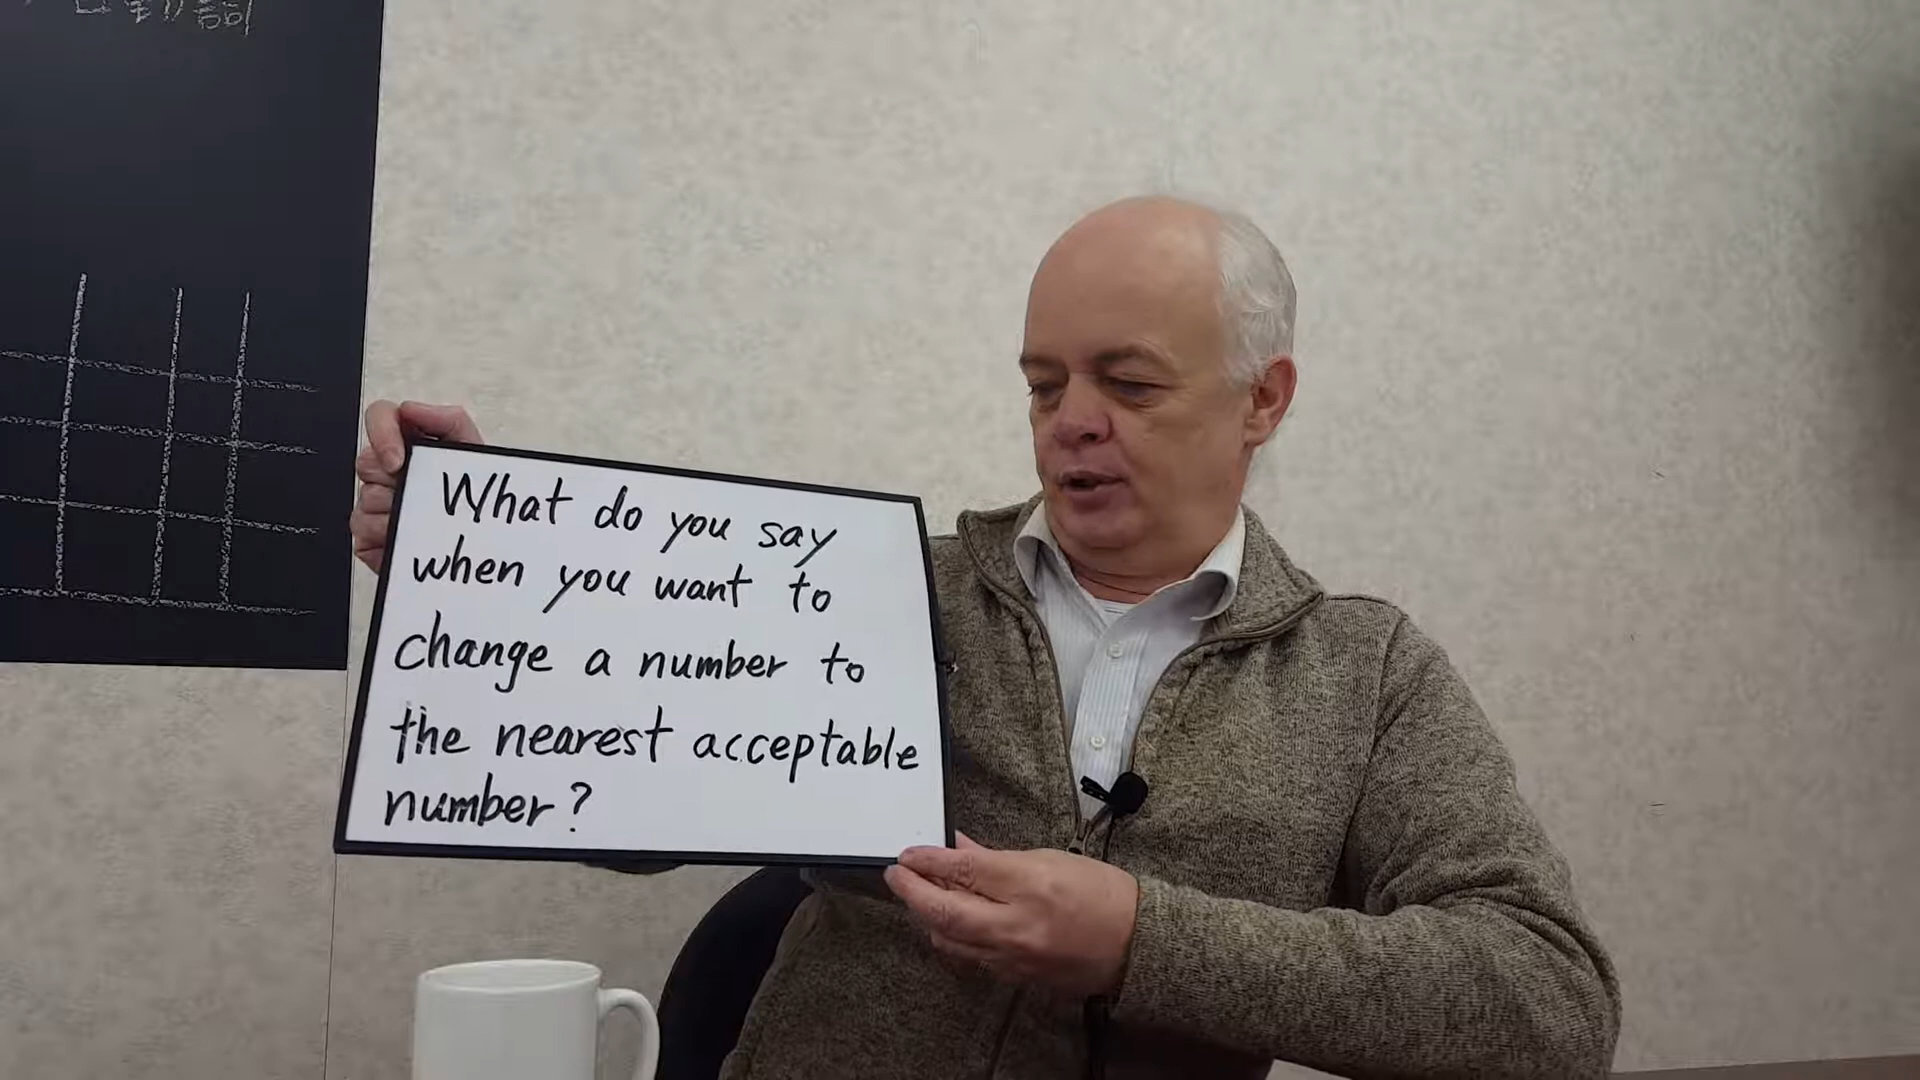 What do you say
when you want to
change a number to
the nearest acceptable
number?